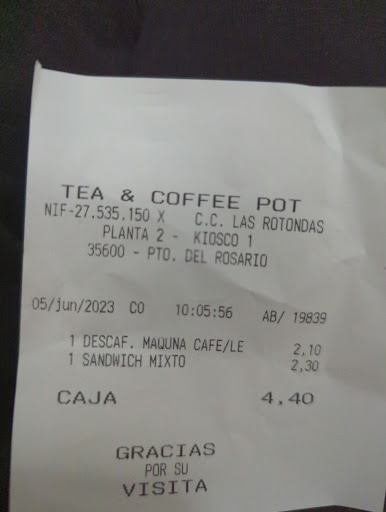 TEA & COFFEE POT
NIF-27.535.150 X C.C. LAS ROTONDAS
PLANTA 2 - KIOSCO 1
35600 - PTO. DEL ROSARIO
05/jun/2023 CO 10:05:56 AB/ 19839
1 DESCAF. MAQUNA CAFE/LE 2,10
1 SANDWICH MIXTO 2,30
CAJA 4,40
GRACIAS
POR SU
VISITA